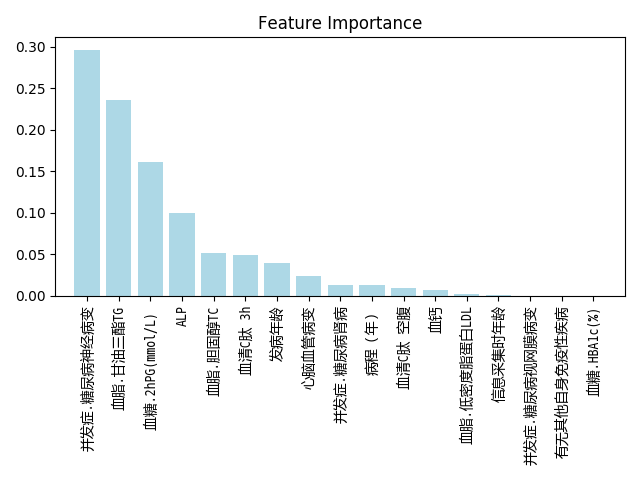 Feature Importance
0.30
0.25
0.20
0.15
0.10
0.05
0.00
并发症.糖尿病神经病变
血脂.甘油三酯TG
血糖.2hPG(mmol/L)
ALP
血脂.胆固醇TC
血清C肽 3h
发病年龄
心脑血管病变
并发症.糖尿病肾病
病程（年）
血清C肽 空腹
血钙
血脂.低密度脂蛋白LDL
信息采集时年龄
并发症.糖尿病视网膜病变
有无其他自身免疫性疾病
血糖.HBA1c(%)